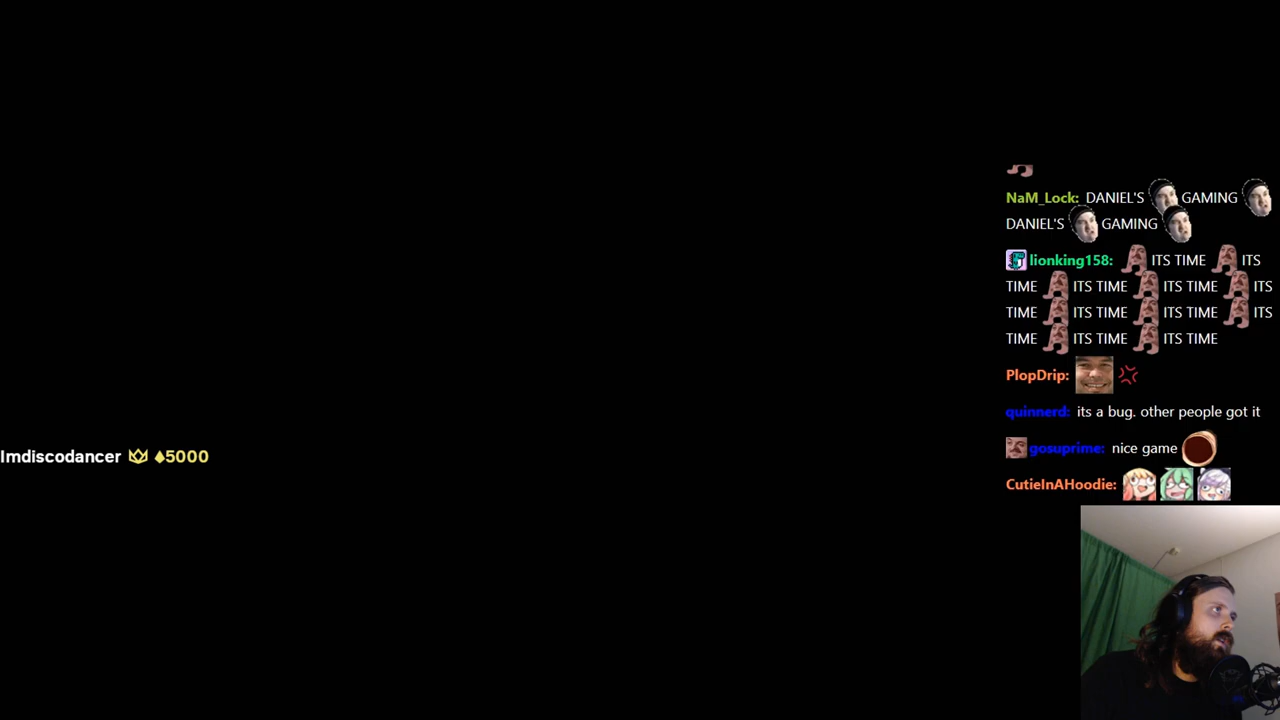 NaM_Lock: DANIEL'S GAMING
DANIEL'S GAMING
lionking158: ITS TIME ITS
TIME ITS TIME ITS TIME ITS
TIME ITS TIME ITS TIME ITS
TIME ITS TIME ITS TIME
PlopDrip:
quinnerd: its a bug. other people got it
gosuprime: nice game
Imdiscodancer 5000
CutieInAHoodie: